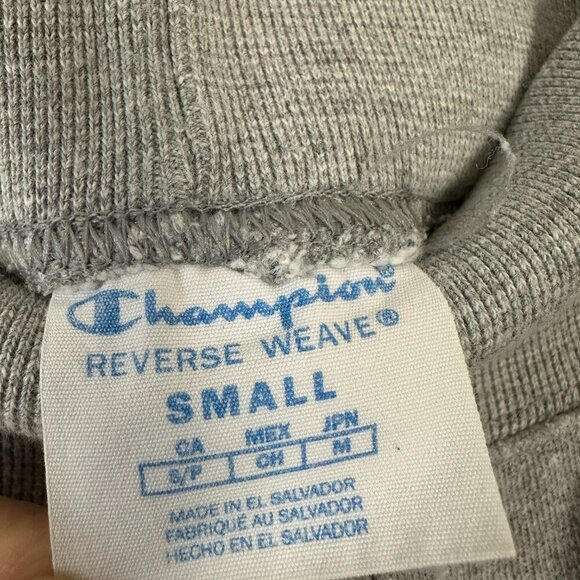 Champion®
REVERSE WEAVE®
SMALL
CA MEX JPN
S/P CH M
MADE IN EL SALVADOR
FABRIQUÉ AU SALVADOR
HECHO EN EL SALVADOR